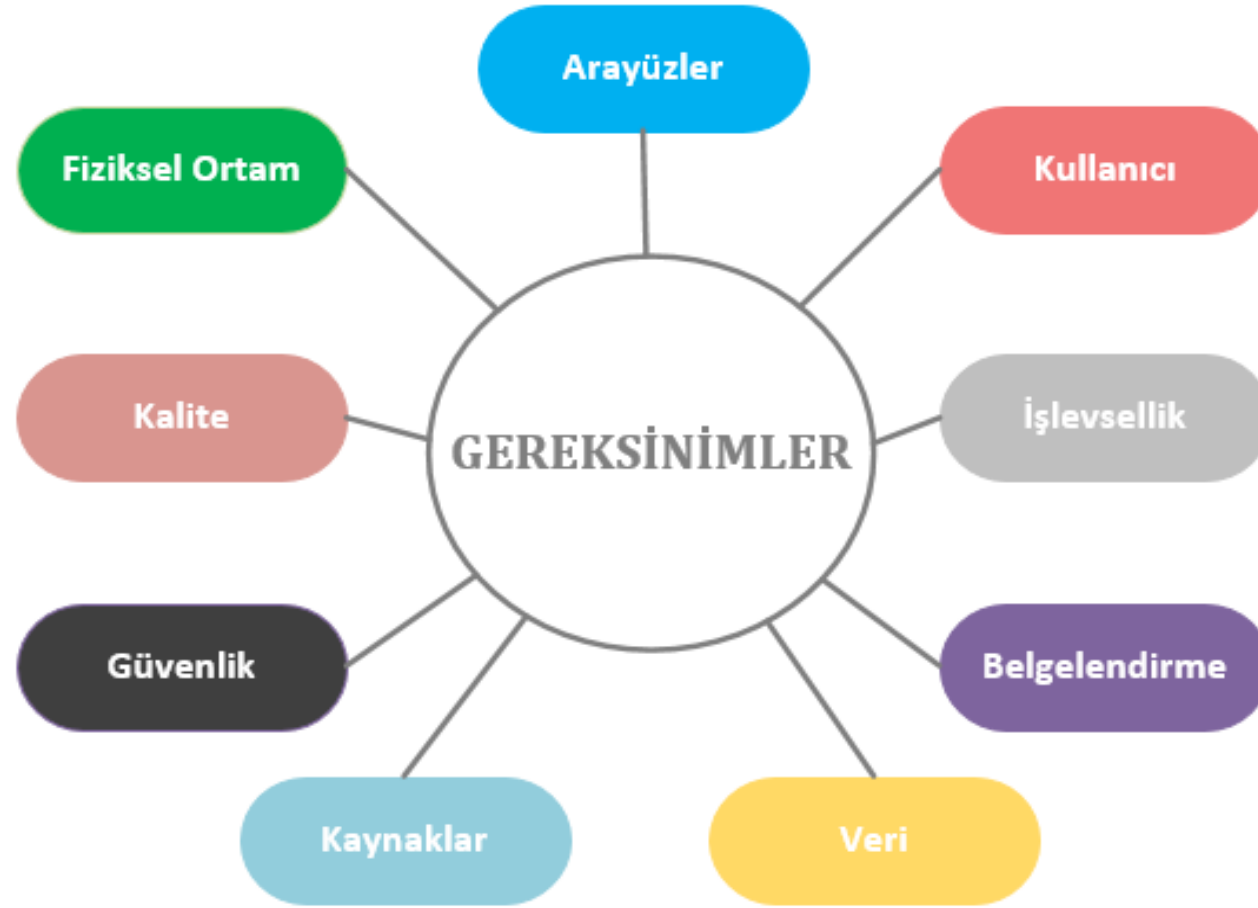 Arayüzler
Fiziksel Ortam
Kullanıcı
Kalite
İşlevsellik
GEREKSİNİMLER
Güvenlik
Belgelendirme
Kaynaklar
Veri